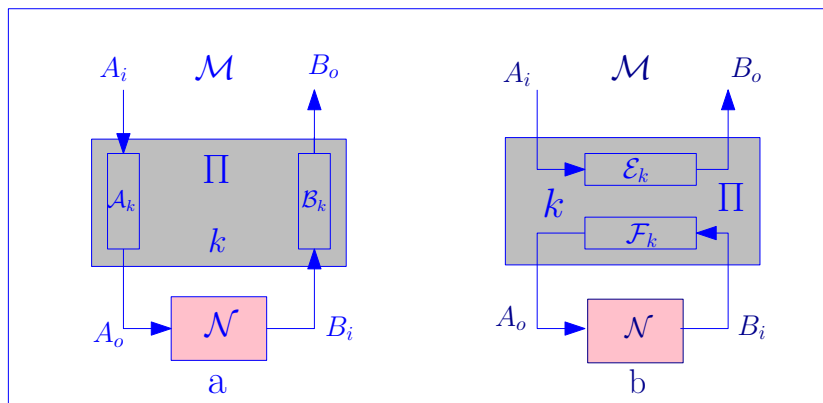 A_i
𝓜
B_o
∏
𝒜_k
ℬ_k
k
A_o
𝒩
B_i
a
A_i
𝓜
B_o
ℰ_k
k
∏
ℱ_k
A_o
𝒩
B_i
b